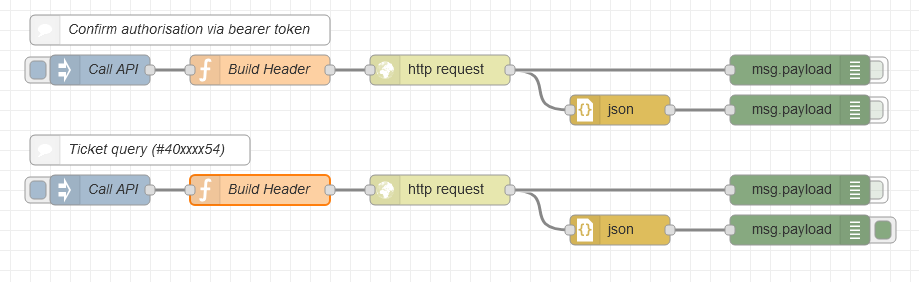 Confirm authorisation via bearer token
Call API
Build Header
http request
msg.payload
json
msg.payload
Ticket query (#40xxxx54)
Call API
Build Header
http request
msg.payload
json
msg.payload